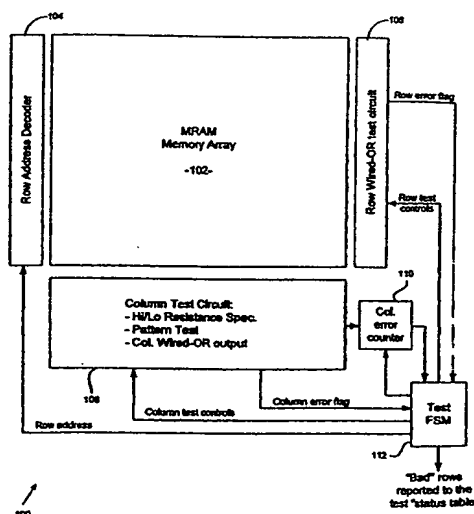 104
106
Row Address Decoder
MRAM
Memory Array
-102-
Row Wired-OR test circuit
Row error flag
Row test
controls
110
Column Test Circuit:
- Hi/Lo Resistance Spec.
- Pattern Test
- Col. Wired-OR output
Col.
error
counter
108
Column error flag
Column test controls
Row address
Test
FSM
112
"Bad" rows
reported to the
test "status table"
100